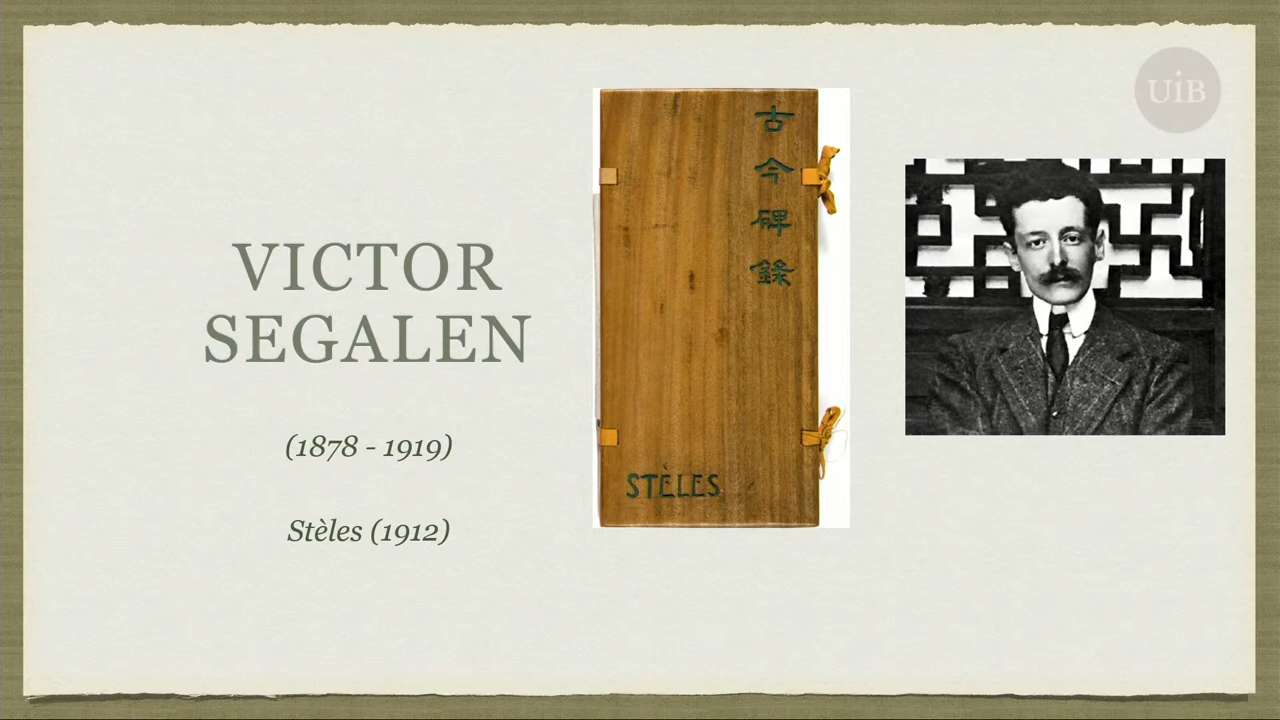 VICTOR
SEGALEN
(1878 - 1919)
Stèles (1912)
古今碑錄
STÈLES
UiB